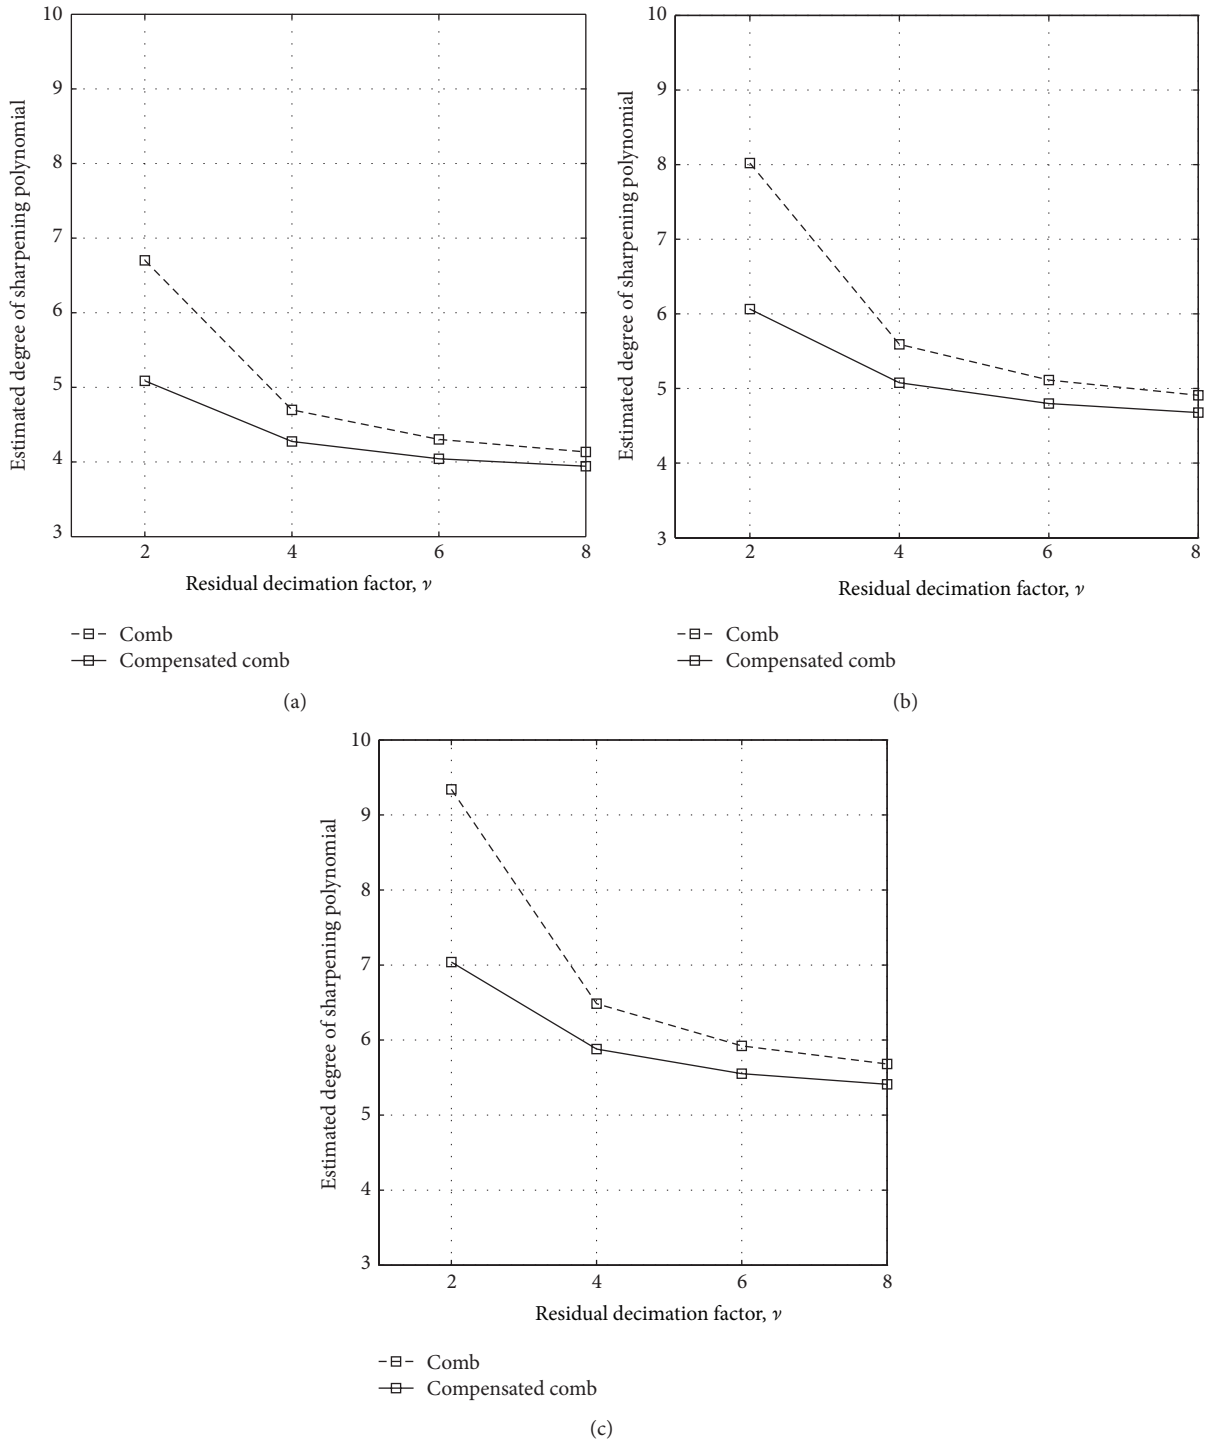 Estimated degree of sharpening polynomial
10
9
8
7
6
5
4
3
2
4
6
8
Residual decimation factor, ν
Comb
Compensated comb
(a)
Estimated degree of sharpening polynomial
10
9
8
7
6
5
4
3
2
4
6
8
Residual decimation factor, ν
Comb
Compensated comb
(b)
Estimated degree of sharpening polynomial
10
9
8
7
6
5
4
3
2
4
6
8
Residual decimation factor, ν
Comb
Compensated comb
(c)